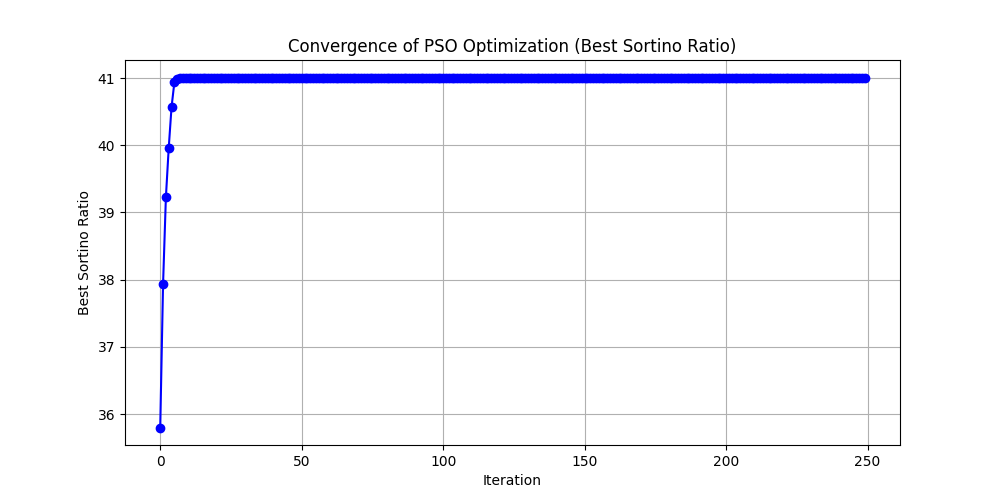 Convergence of PSO Optimization (Best Sortino Ratio)
41
40
39
38
37
36
Best Sortino Ratio
0 50 100 150 200 250
Iteration